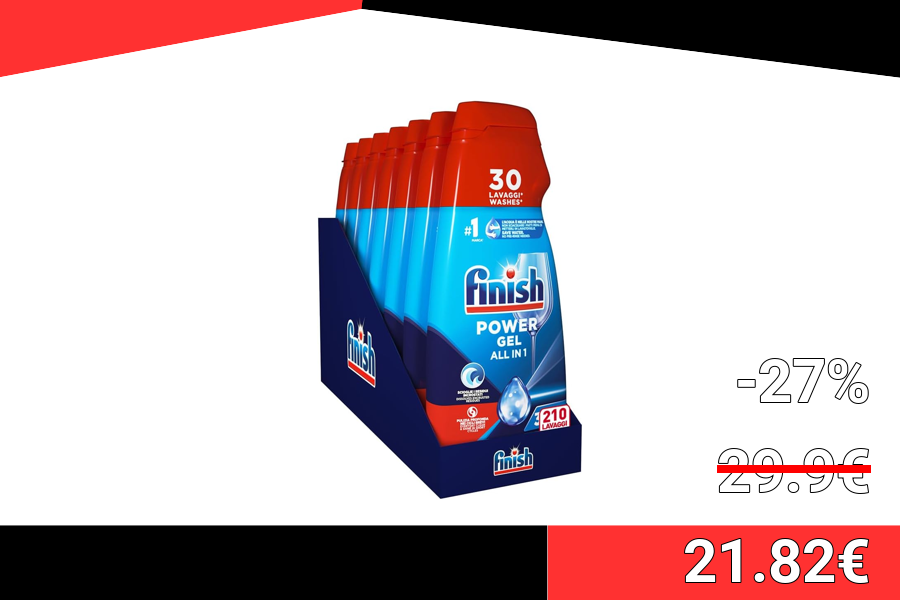 30
LAVAGGI*
WASHES*
#1
finish
POWER
GEL
ALL IN 1
210
LAVAGGI
finish
finish
-27%
29.9€
21.82€